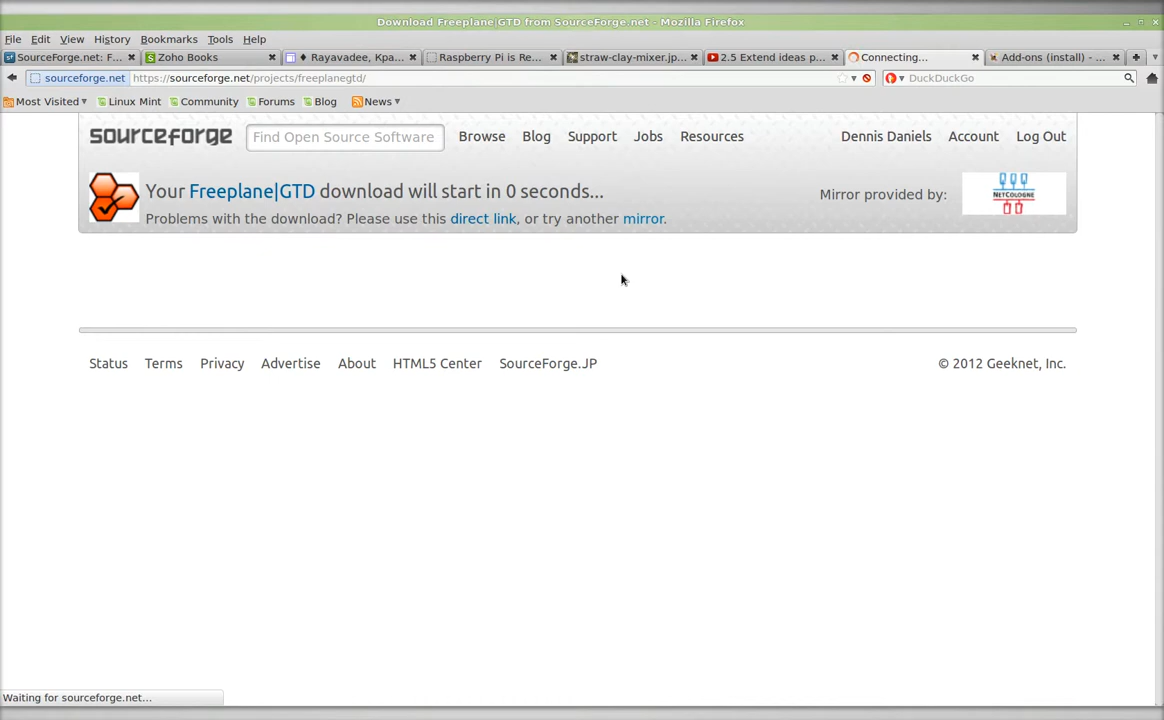 Download Freeplane|GTD from SourceForge.net - Mozilla Firefox
File Edit View History Bookmarks Tools Help
SourceForge.net: F... Zoho Books ♦ Rayavadee, Kpa... Raspberry Pi is Re... straw-clay-mixer.jp... 2.5 Extend ideas p... Connecting... Add-ons (install) - ...
sourceforge.net https://sourceforge.net/projects/freeplanegtd/ DuckDuckGo
Most Visited Linux Mint Community Forums Blog News
sourceforge Find Open Source Software Browse Blog Support Jobs Resources Dennis Daniels Account Log Out
Your Freeplane|GTD download will start in 0 seconds... Mirror provided by: NETCOLOGNE
Problems with the download? Please use this direct link, or try another mirror.
Status Terms Privacy Advertise About HTML5 Center SourceForge.JP © 2012 Geeknet, Inc.
Waiting for sourceforge.net...